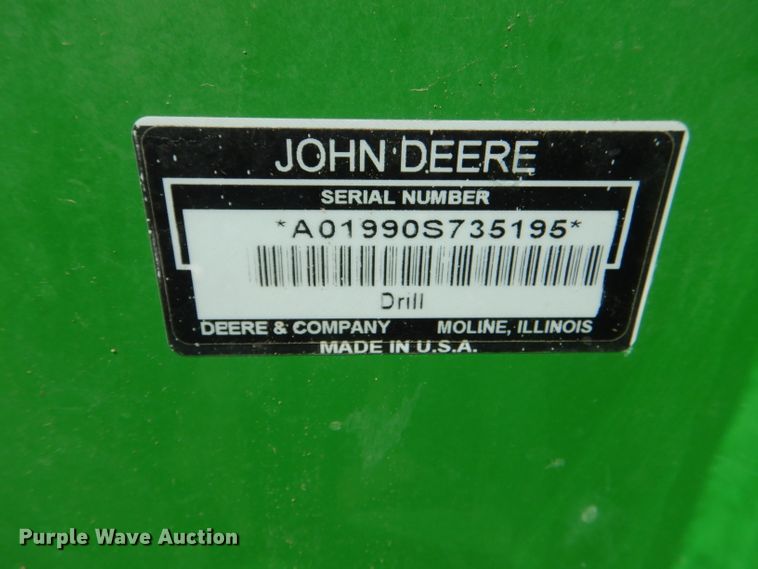 JOHN DEERE
SERIAL NUMBER
*A01990S735195*
Drill
DEERE & COMPANY MOLINE, ILLINOIS
MADE IN U.S.A.
Purple Wave Auction